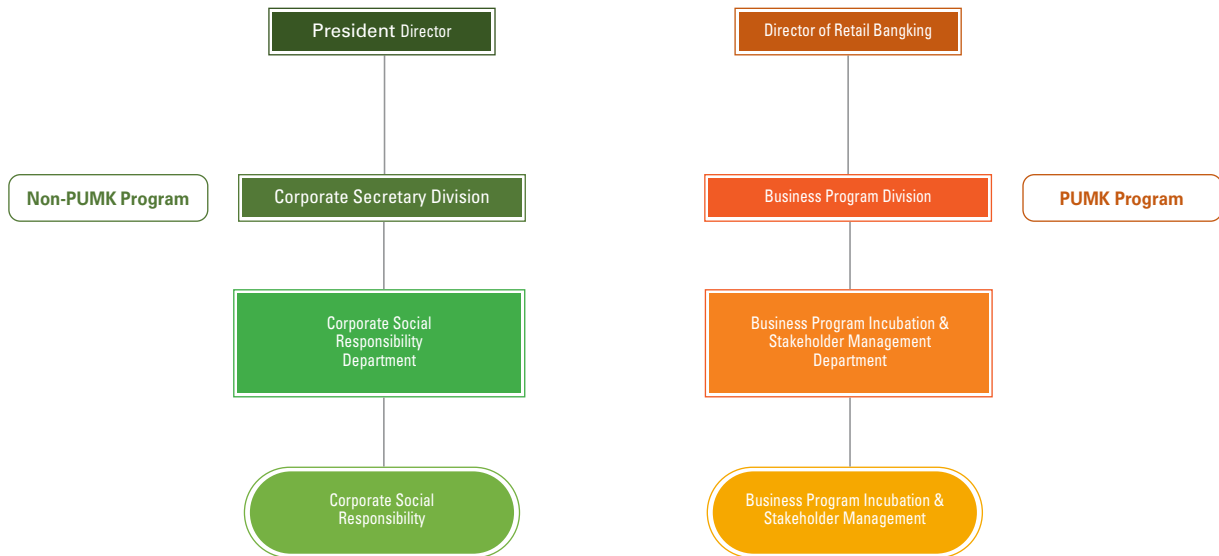 President Director
Director of Retail Bangking
Non-PUMK Program
Corporate Secretary Division
Business Program Division
PUMK Program
Corporate Social
Responsibility
Department
Business Program Incubation &
Stakeholder Management
Department
Corporate Social
Responsibility
Business Program Incubation &
Stakeholder Management